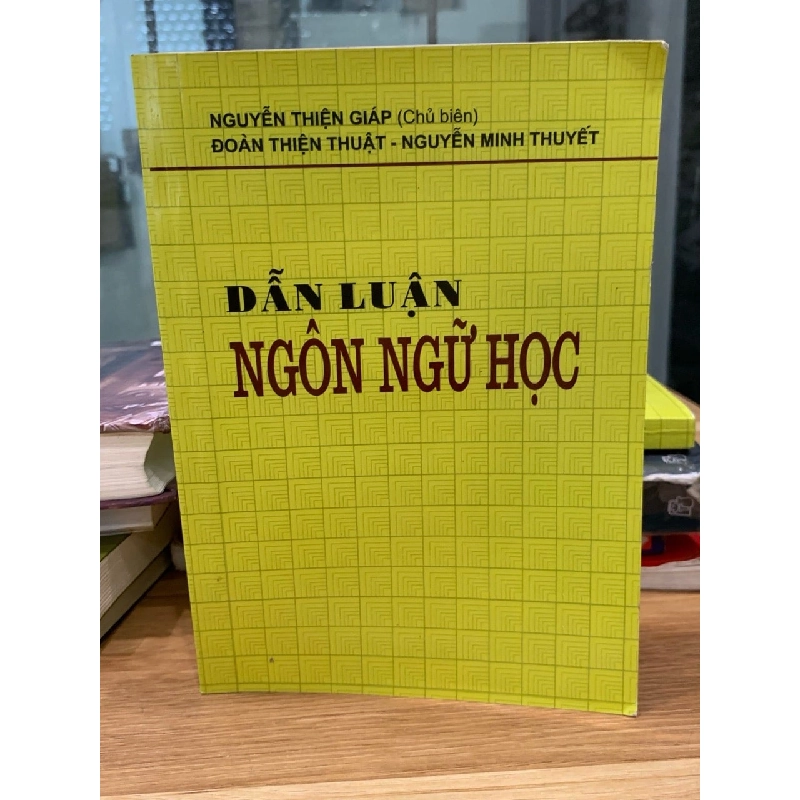 NGUYỄN THIỆN GIÁP (Chủ biên)
ĐOÀN THIỆN THUẬT - NGUYỄN MINH THUYẾT
DẪN LUẬN
NGÔN NGỮ HỌC